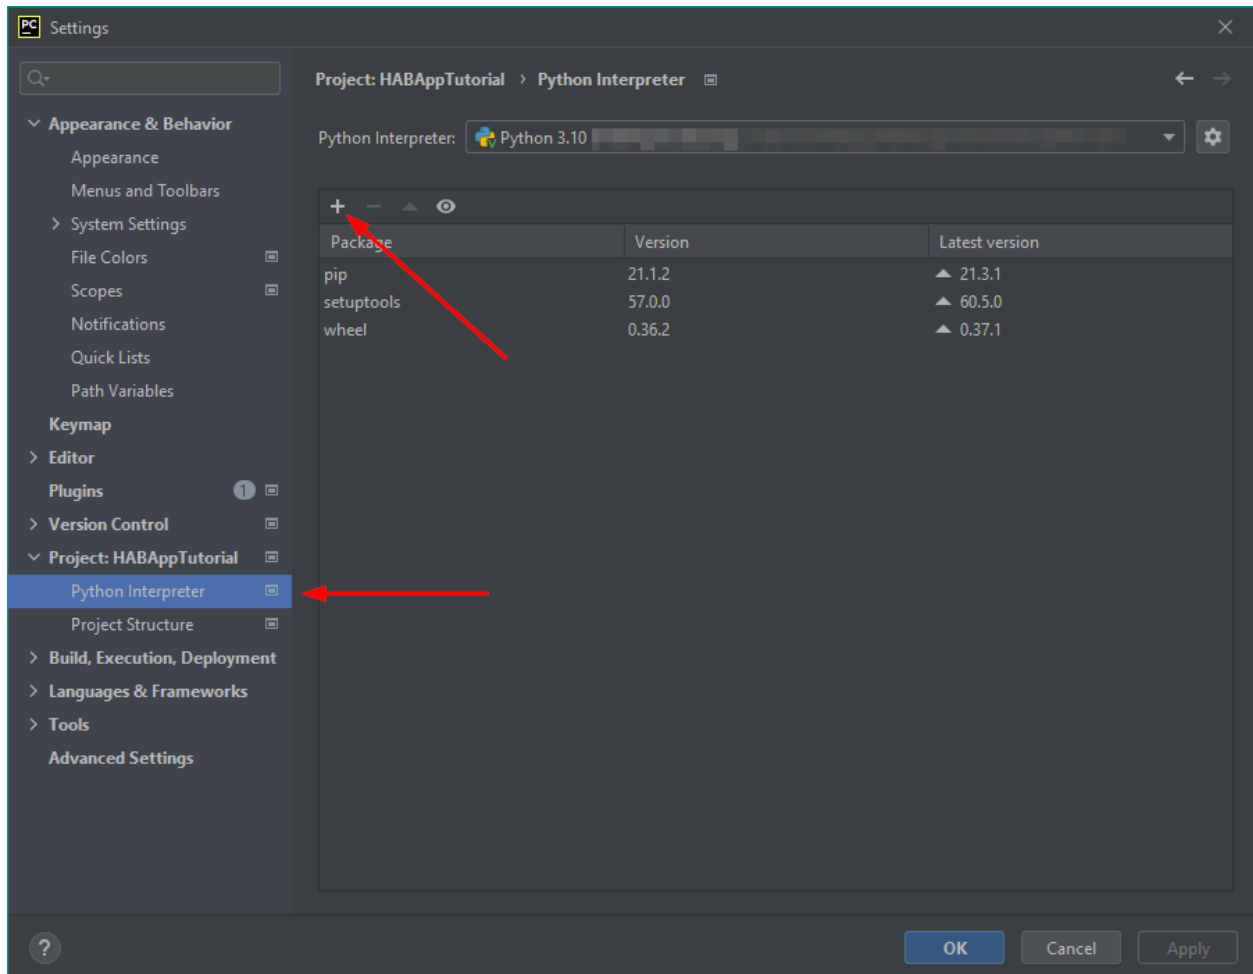 PC Settings
Project: HABAppTutorial > Python Interpreter
Appearance & Behavior
Python Interpreter: Python 3.10
Appearance
Menus and Toolbars
System Settings
Package Version Latest version
File Colors
pip 21.1.2 21.3.1
Scopes
setuptools 57.0.0 60.5.0
Notifications
wheel 0.36.2 0.37.1
Quick Lists
Path Variables
Keymap
Editor
Plugins 1
Version Control
Project: HABAppTutorial
Python Interpreter
Project Structure
Build, Execution, Deployment
Languages & Frameworks
Tools
Advanced Settings
? OK Cancel Apply